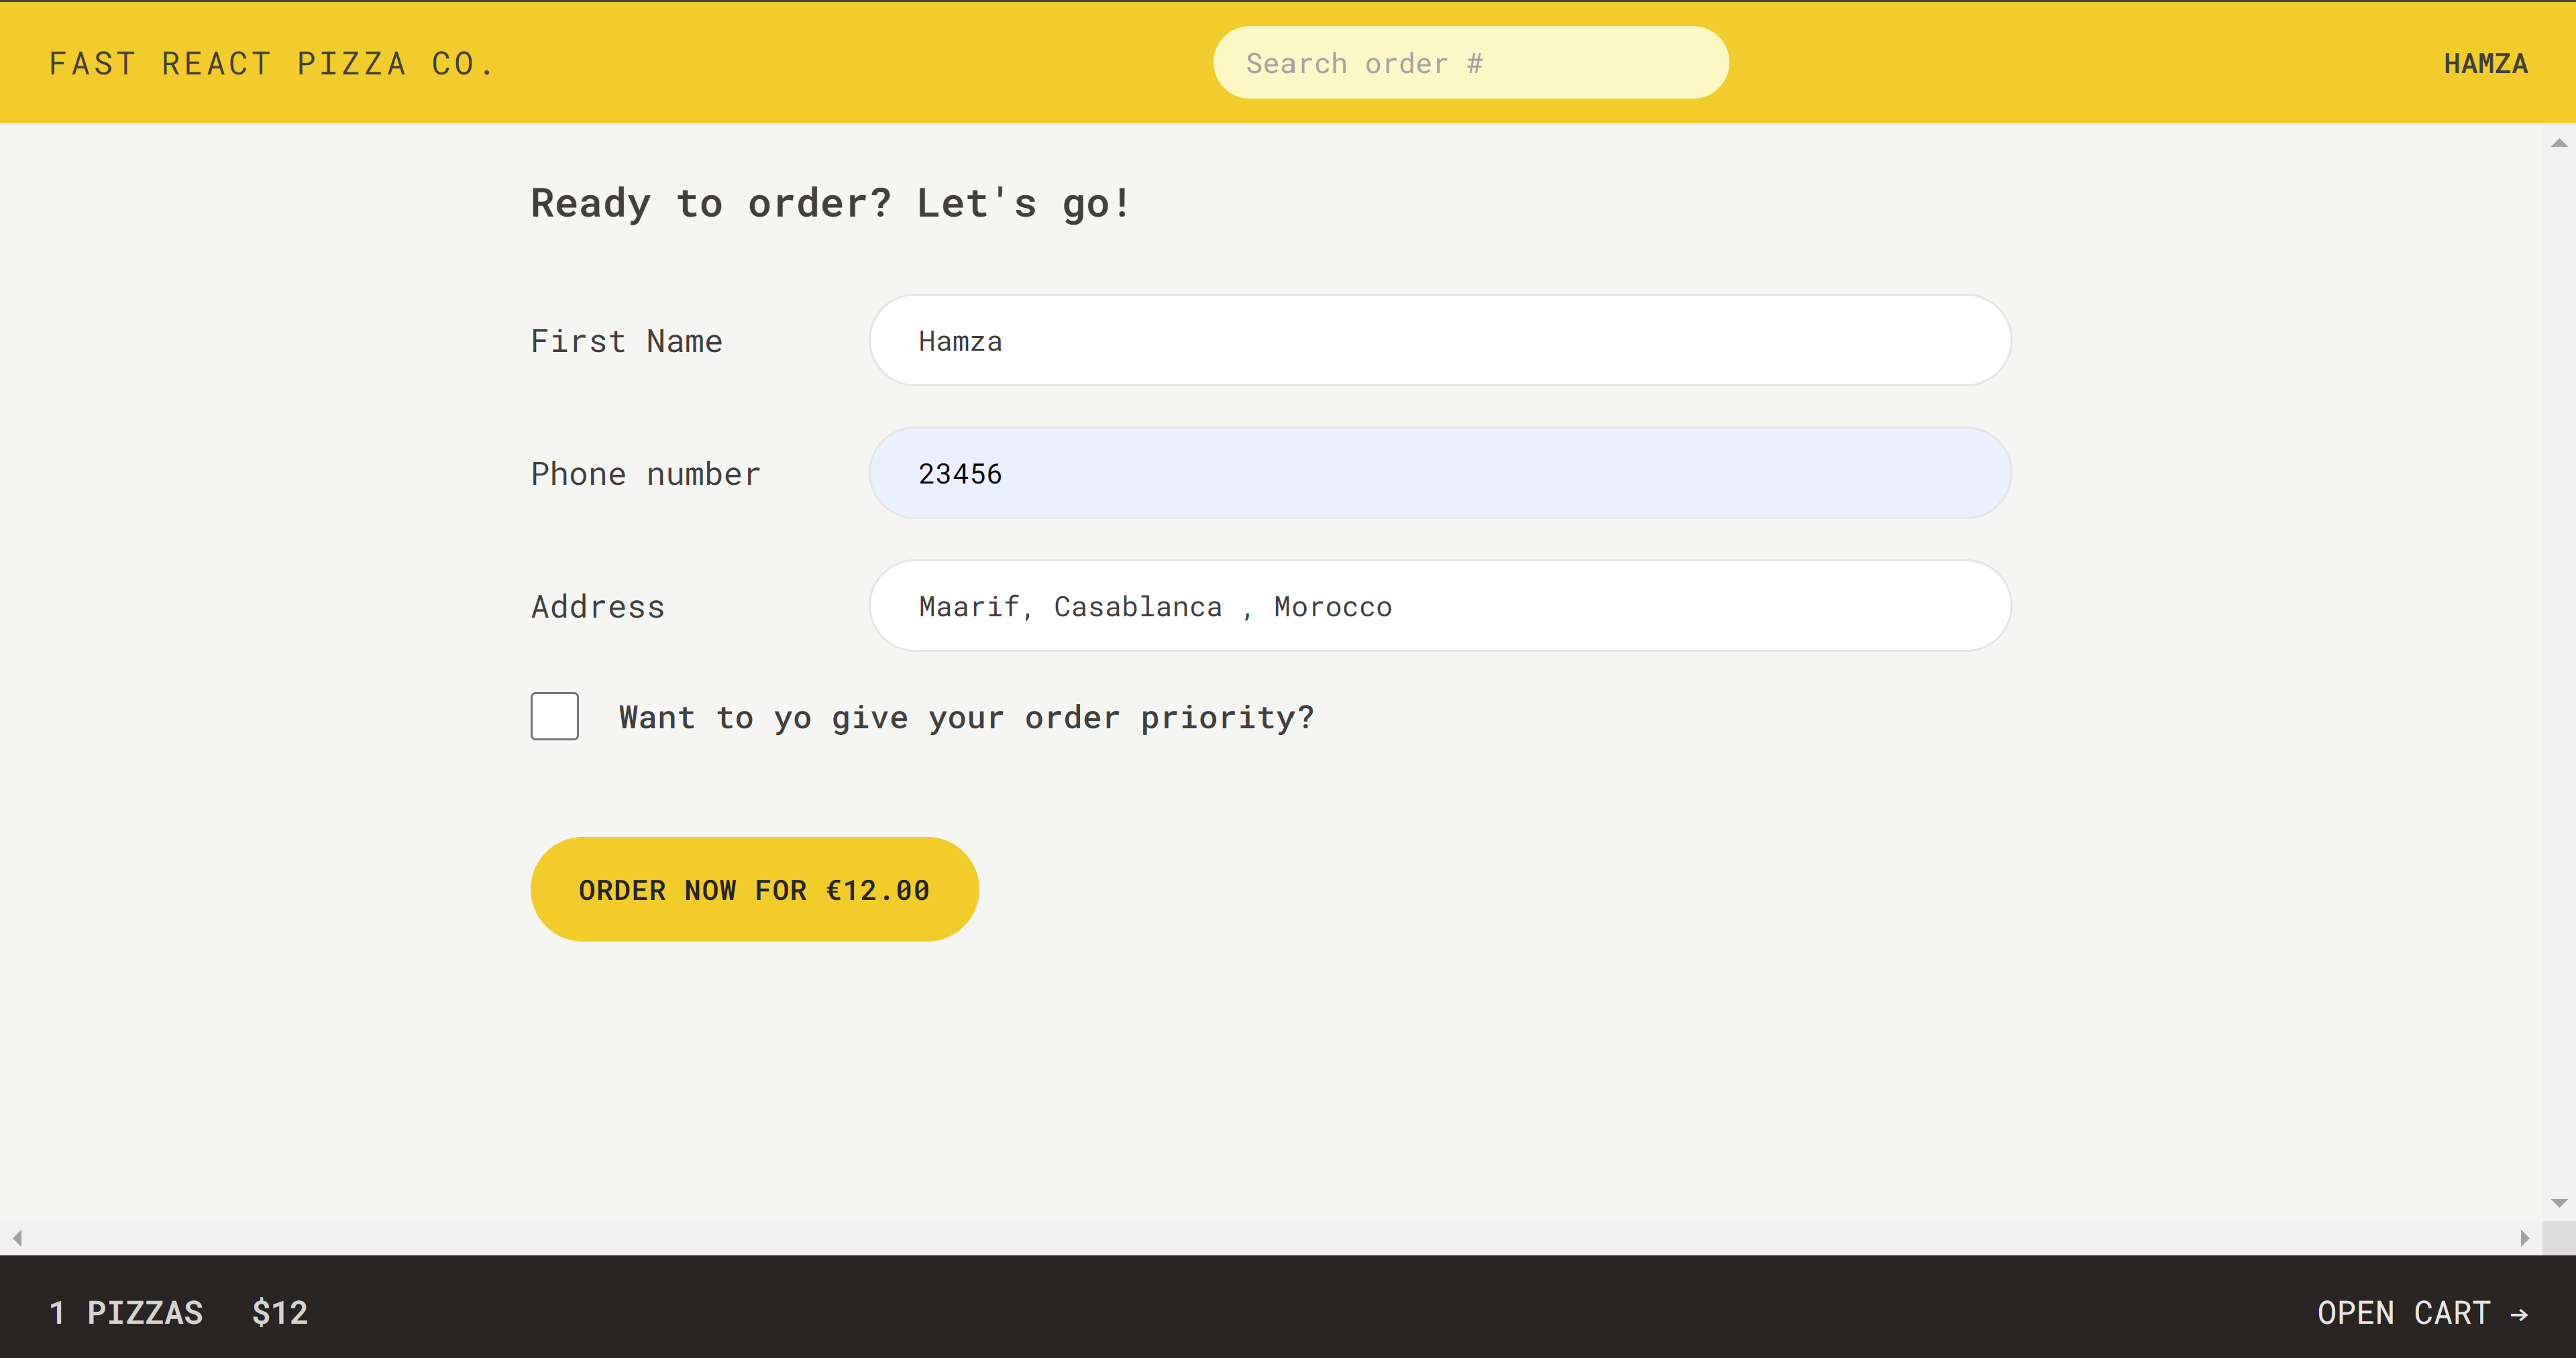 FAST REACT PIZZA CO.
Search order #
HAMZA
Ready to order? Let's go!
First Name
Hamza
Phone number
23456
Address
Maarif, Casablanca , Morocco
Want to yo give your order priority?
ORDER NOW FOR €12.00
1 PIZZAS $12
OPEN CART →